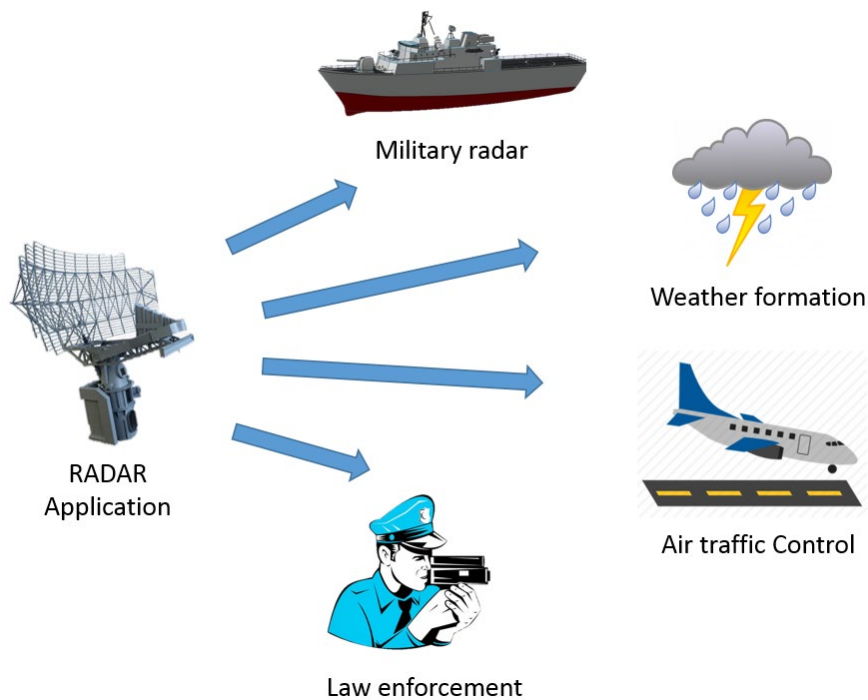 Military radar
Weather formation
RADAR
Application
Air traffic Control
Law enforcement